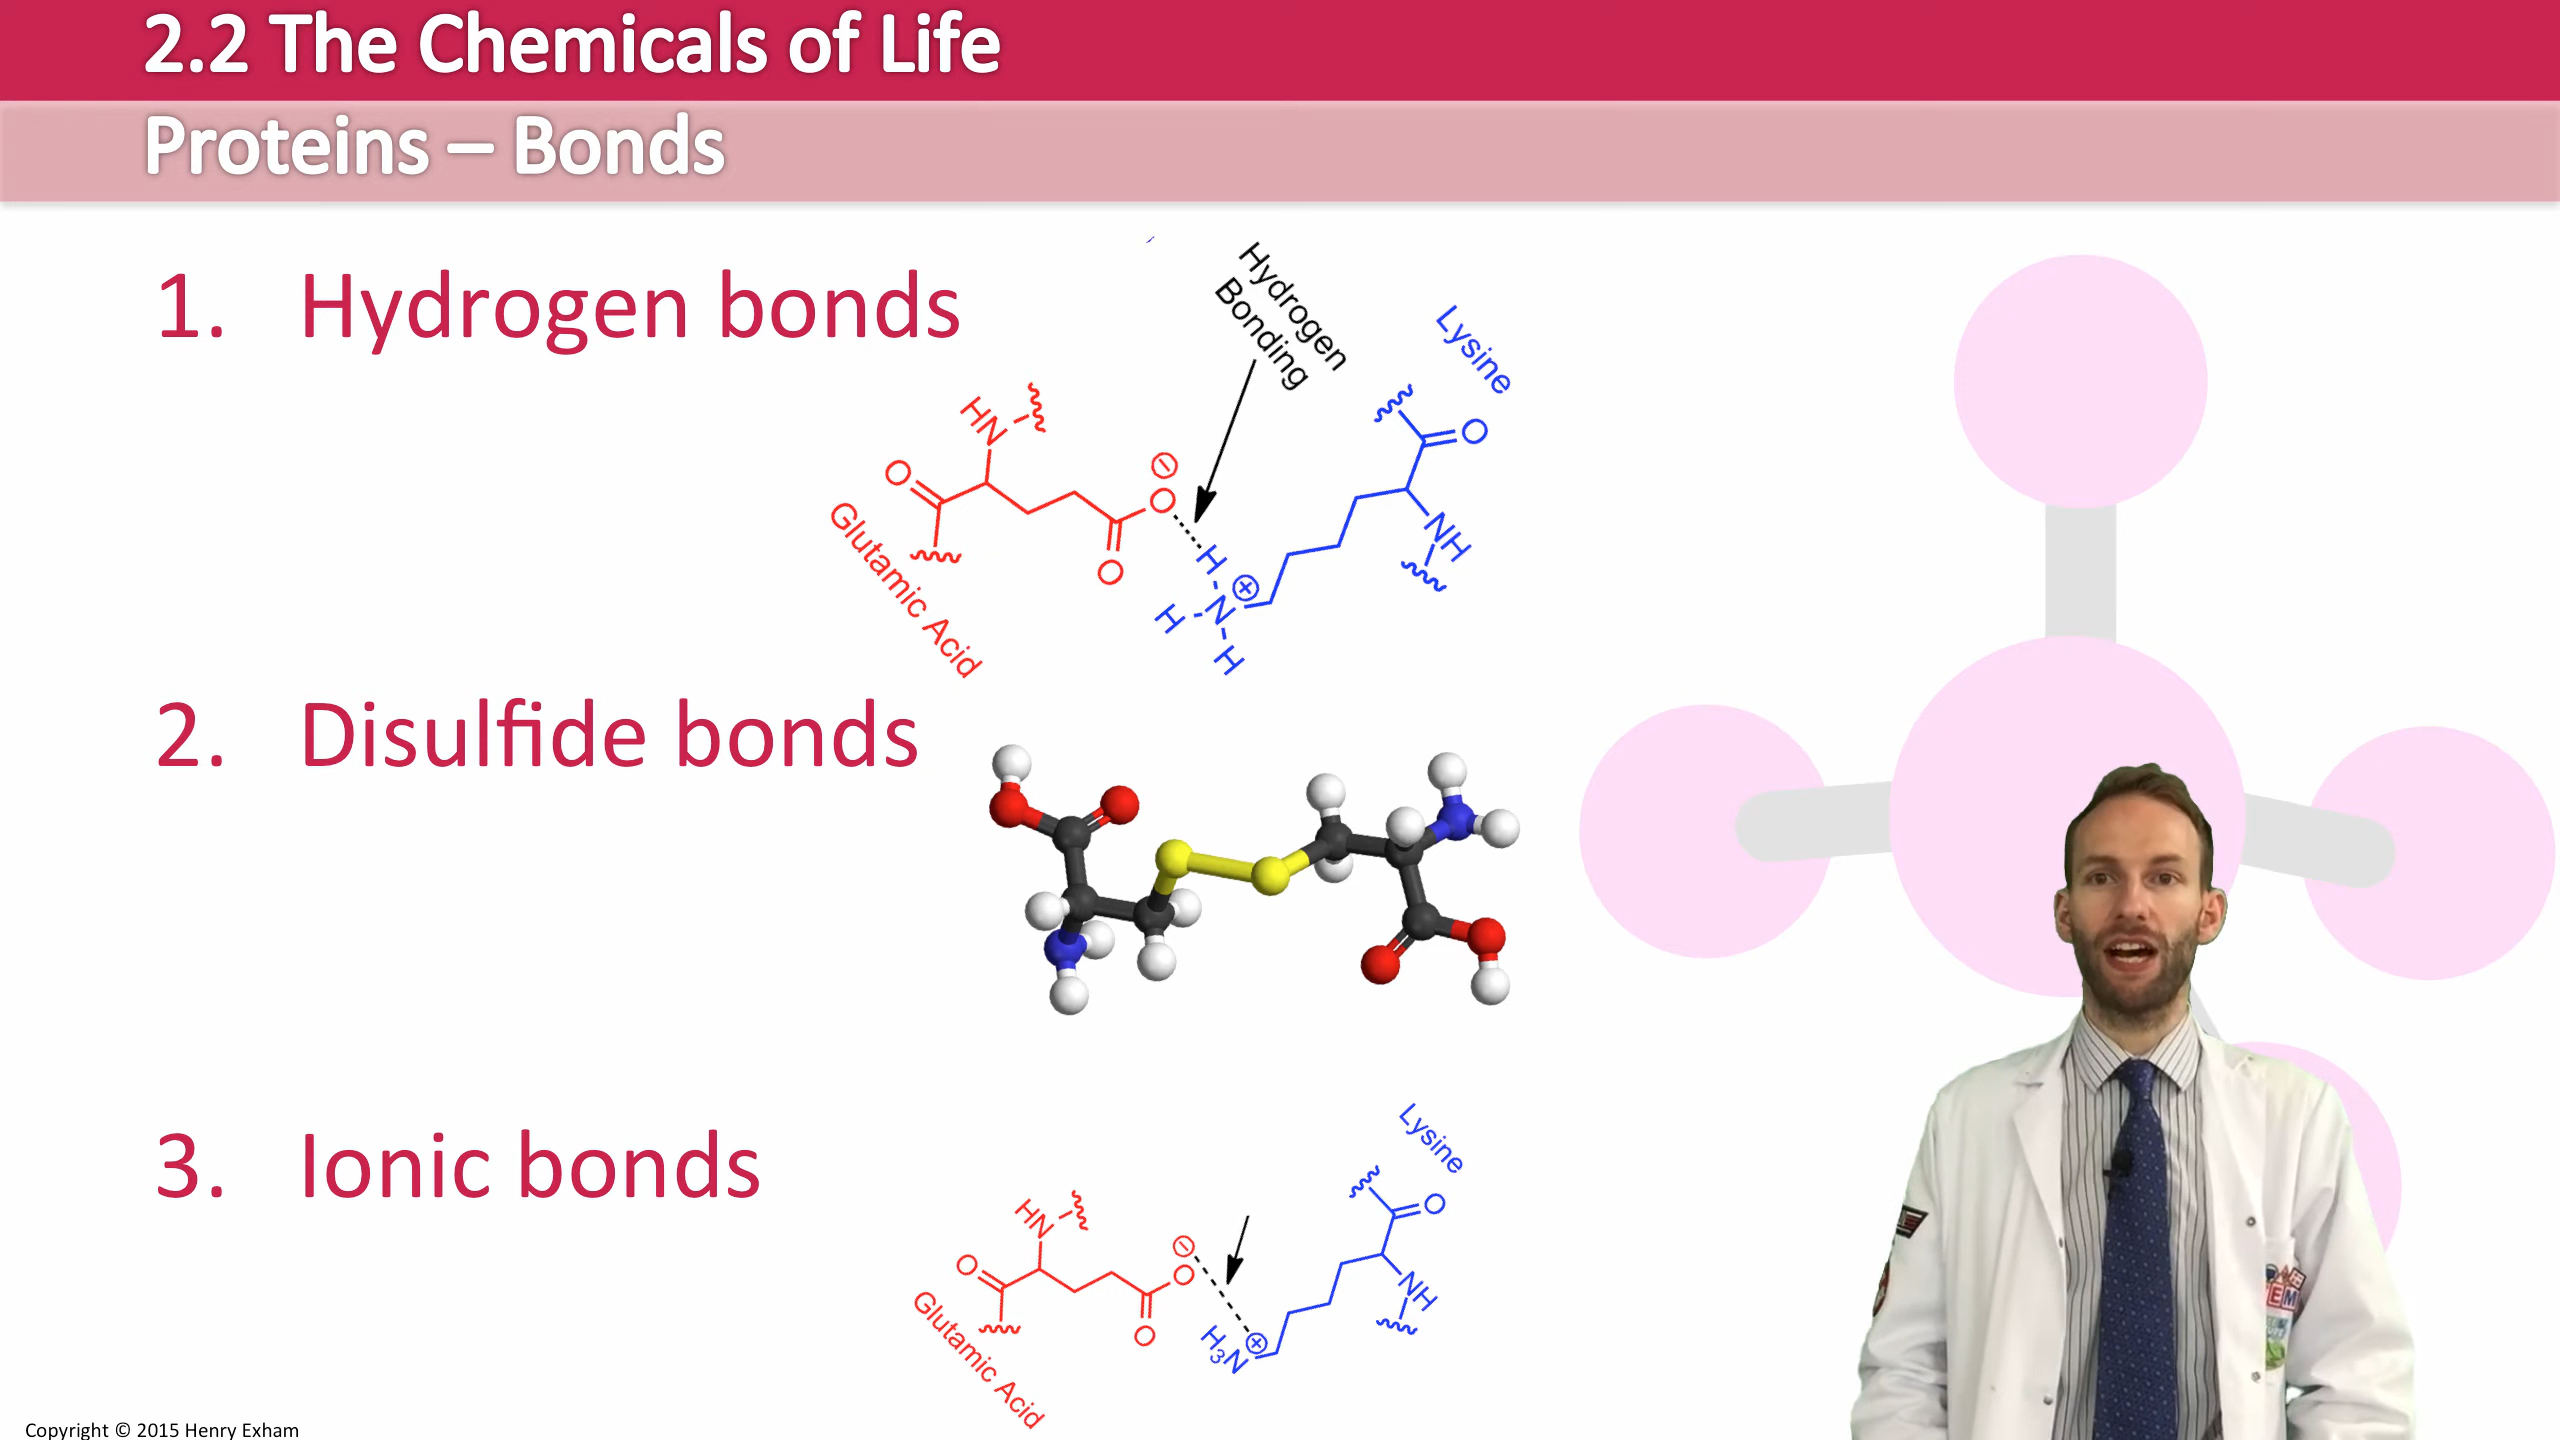 2.2 The Chemicals of Life
Proteins – Bonds
1. Hydrogen bonds
Hydrogen
Bonding
Lysine
HN
O
O
O
NH
O
Glutamic Acid
O
H
H
N
H
2. Disulfide bonds
3. Ionic bonds
Lysine
HN
O
O
O
NH
O
Glutamic Acid
H3N
Copyright © 2015 Henry Exham